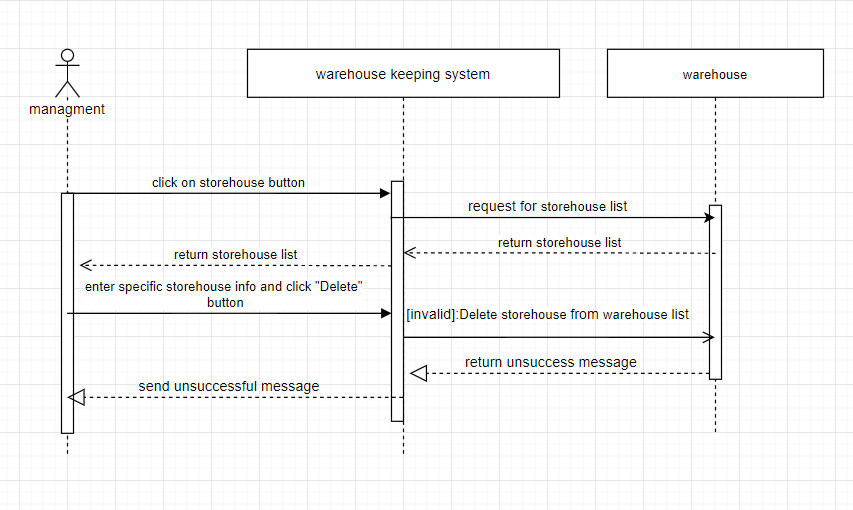 warehouse keeping system
warehouse
managment
click on storehouse button
request for storehouse list
return storehouse list
return storehouse list
enter specific storehouse info and click "Delete"
button
[invalid]:Delete storehouse from warehouse list
return unsuccess message
send unsuccessful message